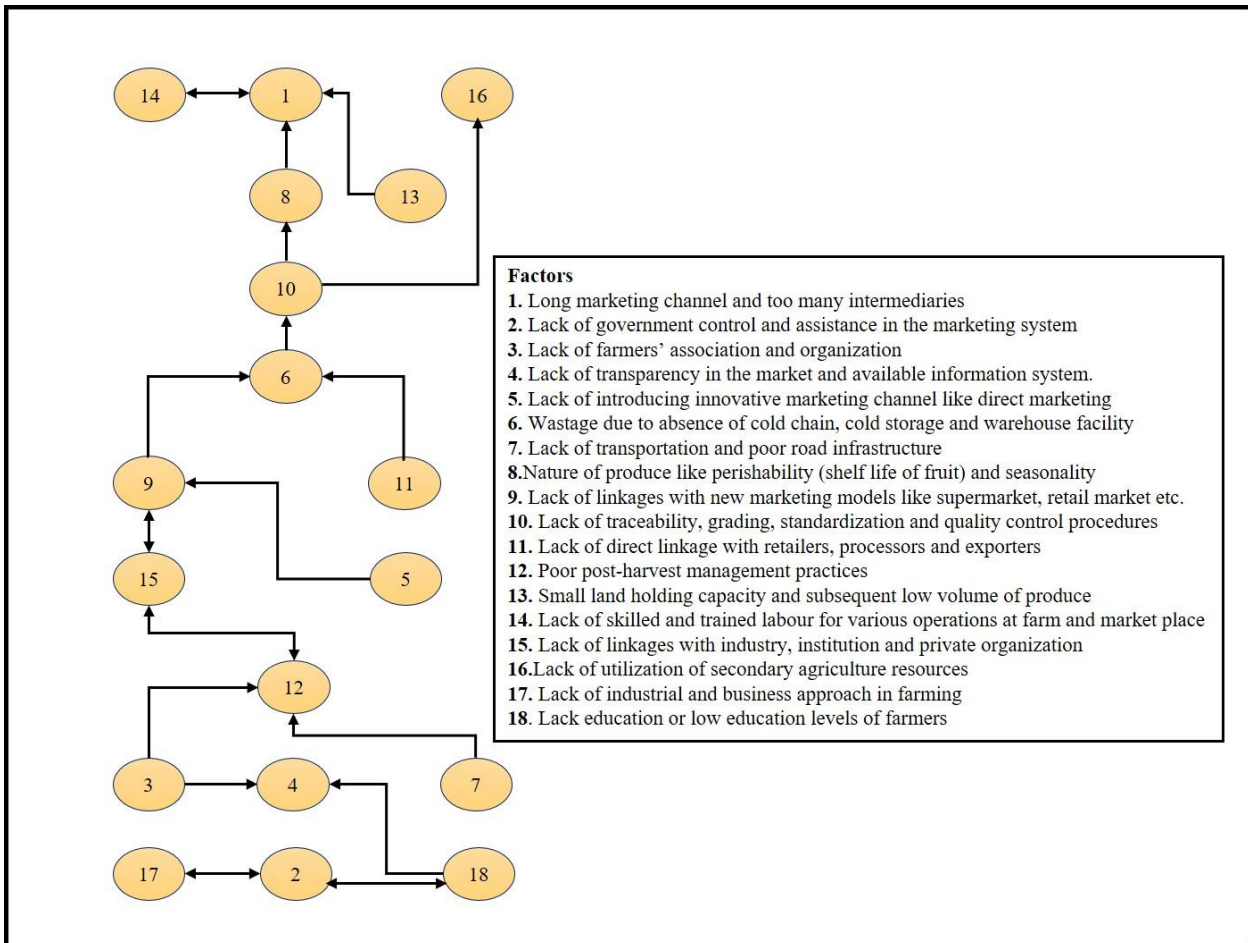 14
1
16
8
13
10
6
9
11
15
5
12
3
4
7
17
2
18
Factors
1. Long marketing channel and too many intermediaries
2. Lack of government control and assistance in the marketing system
3. Lack of farmers’ association and organization
4. Lack of transparency in the market and available information system.
5. Lack of introducing innovative marketing channel like direct marketing
6. Wastage due to absence of cold chain, cold storage and warehouse facility
7. Lack of transportation and poor road infrastructure
8.Nature of produce like perishability (shelf life of fruit) and seasonality
9. Lack of linkages with new marketing models like supermarket, retail market etc.
10. Lack of traceability, grading, standardization and quality control procedures
11. Lack of direct linkage with retailers, processors and exporters
12. Poor post-harvest management practices
13. Small land holding capacity and subsequent low volume of produce
14. Lack of skilled and trained labour for various operations at farm and market place
15. Lack of linkages with industry, institution and private organization
16.Lack of utilization of secondary agriculture resources
17. Lack of industrial and business approach in farming
18. Lack education or low education levels of farmers